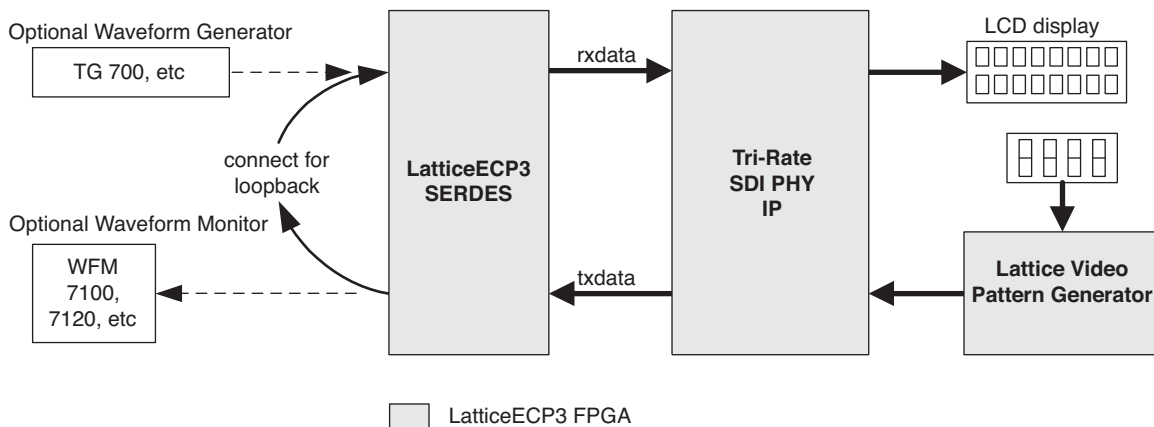 Optional Waveform Generator
TG 700, etc
connect for
loopback
Optional Waveform Monitor
WFM
7100,
7120, etc
LatticeECP3
SERDES
rxdata
txdata
Tri-Rate
SDI PHY
IP
LCD display
Lattice Video
Pattern Generator
LatticeECP3 FPGA